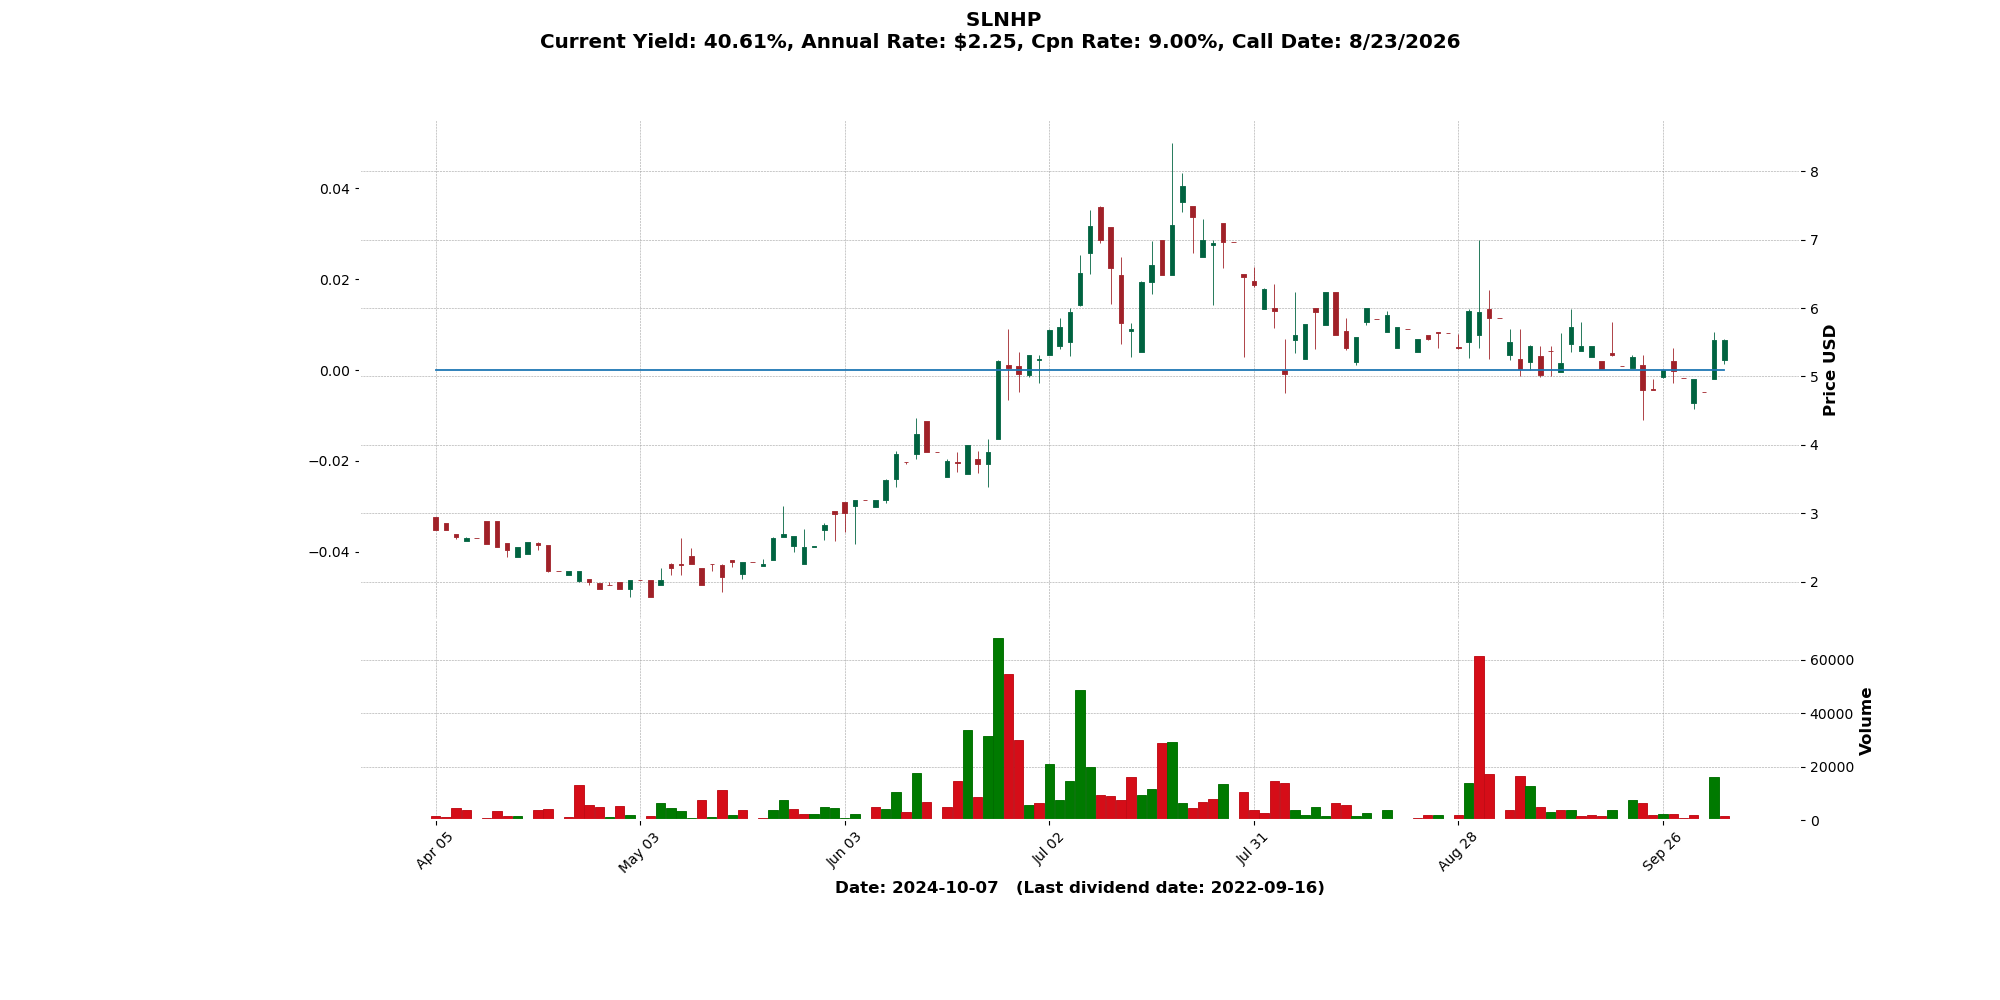 SLNHP
Current Yield: 40.61%, Annual Rate: $2.25, Cpn Rate: 9.00%, Call Date: 8/23/2026
0.04
0.02
0.00
−0.02
−0.04
8
7
6
5
4
3
2
Price USD
60000
40000
20000
0
Volume
Apr 05
May 03
Jun 03
Jul 02
Jul 31
Aug 28
Sep 26
Date: 2024-10-07 (Last dividend date: 2022-09-16)